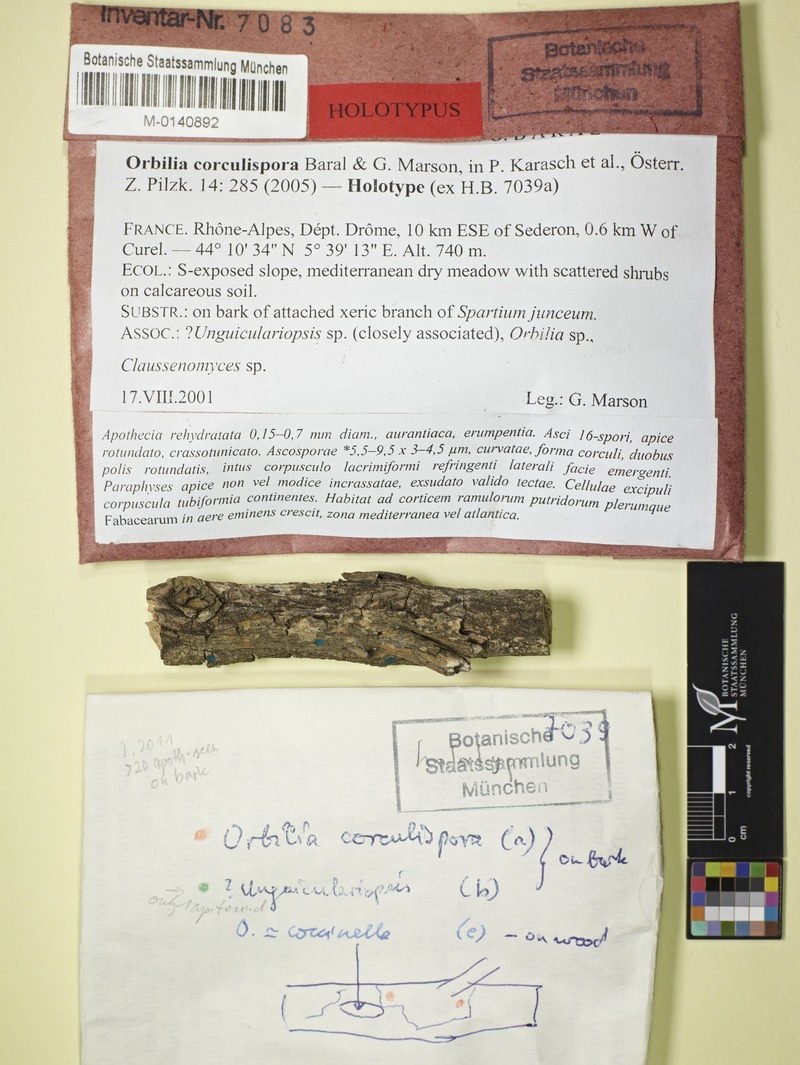 Inventar-Nr. 7083
Botanische Staatssammlung München
M-0140892
HOLOTYPUS
Botanische
Staatssammlung
München
Orbilia corculispora Baral & G. Marson, in P. Karasch et al., Österr.
Z. Pilzk. 14: 285 (2005) — Holotype (ex H.B. 7039a)
FRANCE. Rhône-Alpes, Dépt. Drôme, 10 km ESE of Sederon, 0.6 km W of
Curel. — 44° 10' 34" N 5° 39' 13" E. Alt. 740 m.
ECOL.: S-exposed slope, mediterranean dry meadow with scattered shrubs
on calcareous soil.
SUBSTR.: on bark of attached xeric branch of Spartium junceum.
ASSOC.: ?Unguiculariopsis sp. (closely associated), Orbilia sp.,
Claussenomyces sp.
17.VIII.2001 Leg.: G. Marson
Apothecia rehydratata 0,15–0,7 mm diam., aurantiaca, erumpentia. Asci 16-spori, apice
rotundato, crassotunicato. Ascosporae *5,5–9,5 x 3–4,5 µm, curvatae, forma corculi, duobus
polis rotundatis, intus corpusculo lacrimiformi refringenti laterali facie emergenti.
Paraphyses apice non vel modice incrassatae, exsudato valido tectae. Cellulae excipuli
corpuscula tubiformia continentes. Habitat ad corticem ramulorum putridorum plerumque
Fabacearum in aere eminens crescit, zona mediterranea vel atlantica.
BOTANISCHE
STAATSSAMMLUNG
MÜNCHEN
0 1 2
cm
copyright reserved
7039
Botanische
Staatssammlung
München
on bark
Orbilia corculispora (a)
on bark
? Unguiculariopsis (b)
O. = coccinella (c) – on wood